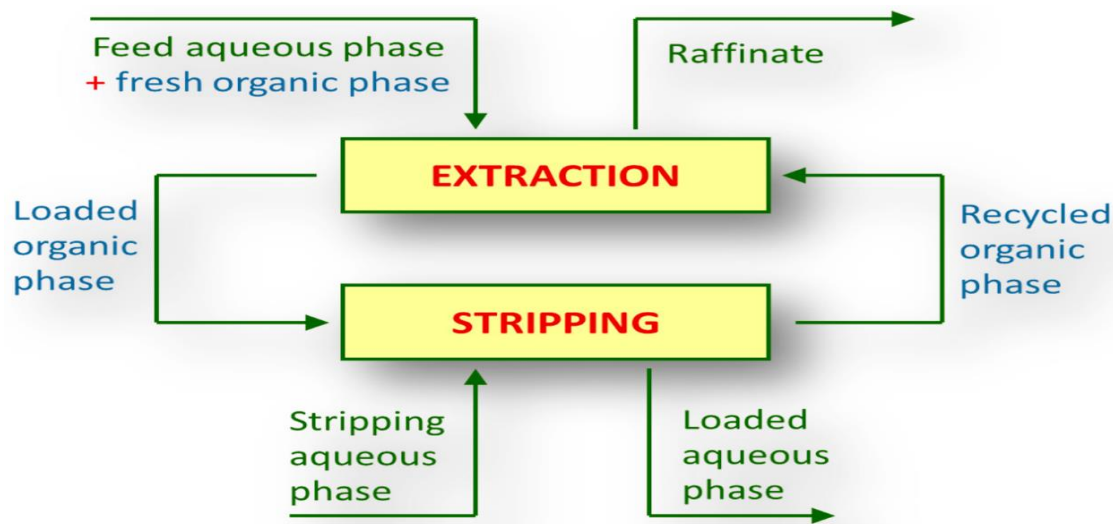 Feed aqueous phase
+ fresh organic phase
Raffinate
EXTRACTION
Loaded
organic
phase
Recycled
organic
phase
STRIPPING
Stripping
aqueous
phase
Loaded
aqueous
phase